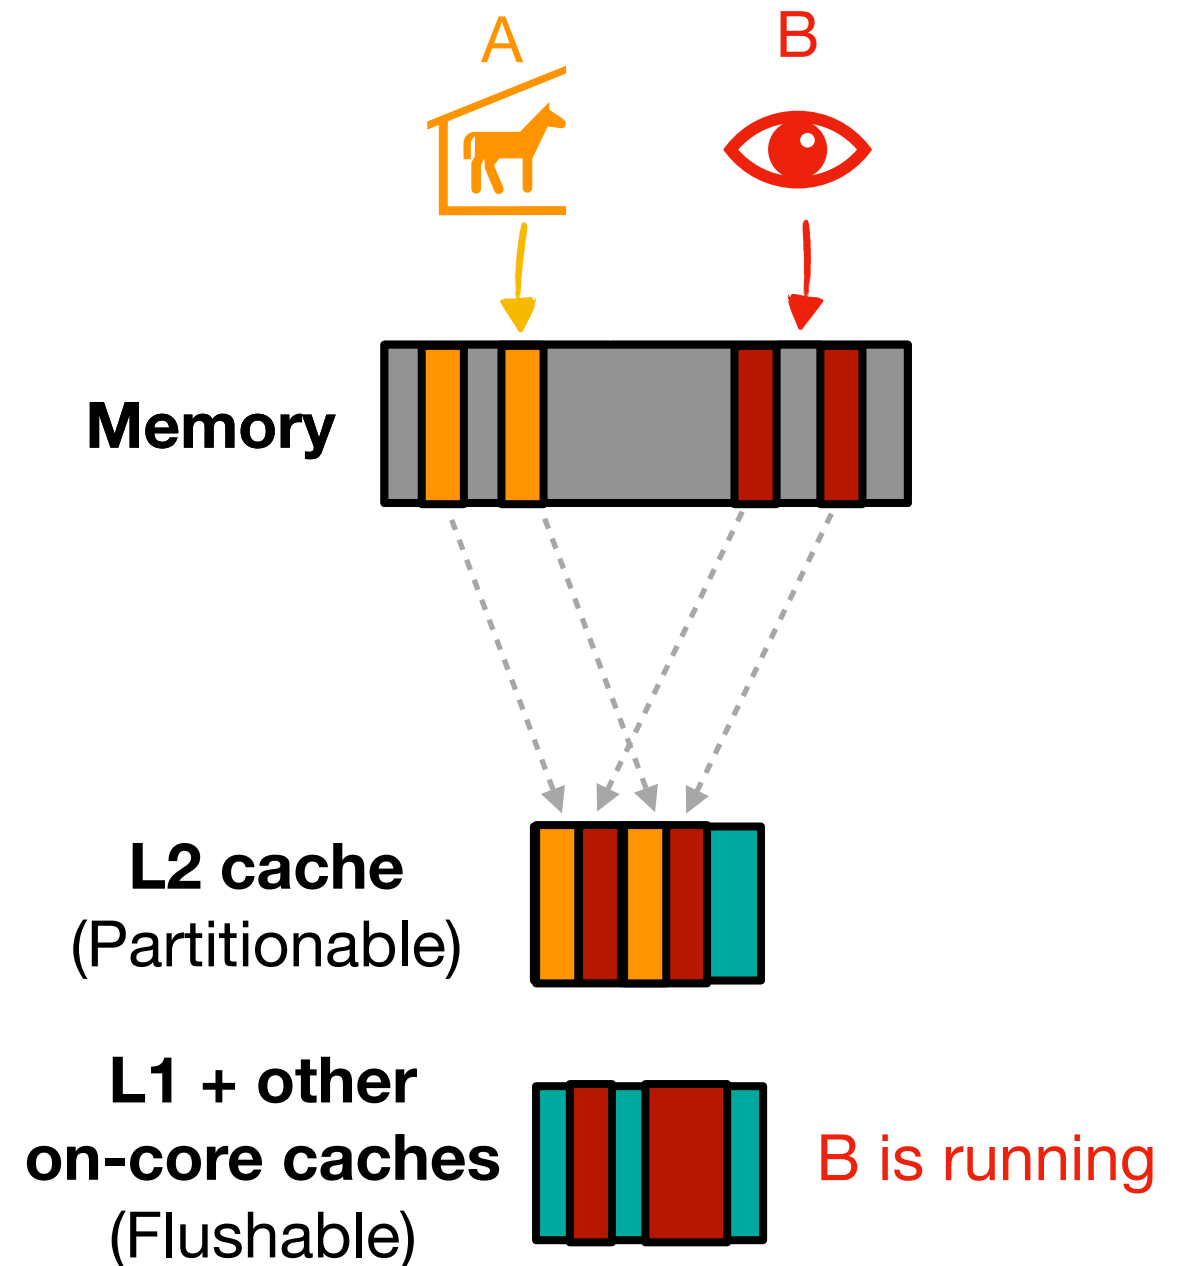 A
B
Memory
L2 cache
(Partitionable)
L1 + other
on-core caches
(Flushable)
B is running